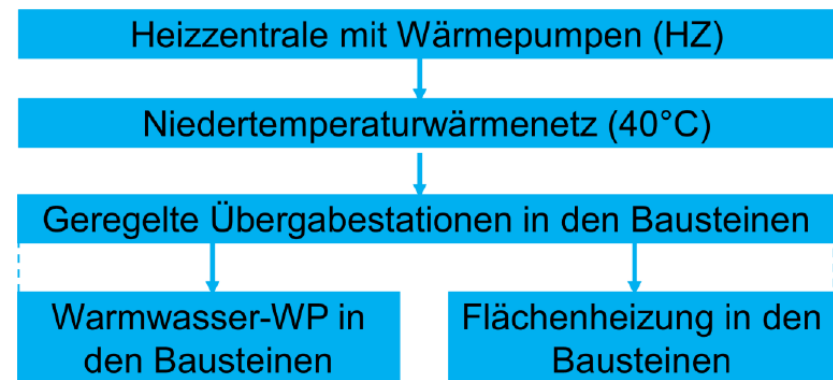 Heizzentrale mit Wärmepumpen (HZ)
Niedertemperaturwärmenetz (40°C)
Geregelte Übergabestationen in den Bausteinen
Warmwasser-WP in
den Bausteinen
Flächenheizung in den
Bausteinen